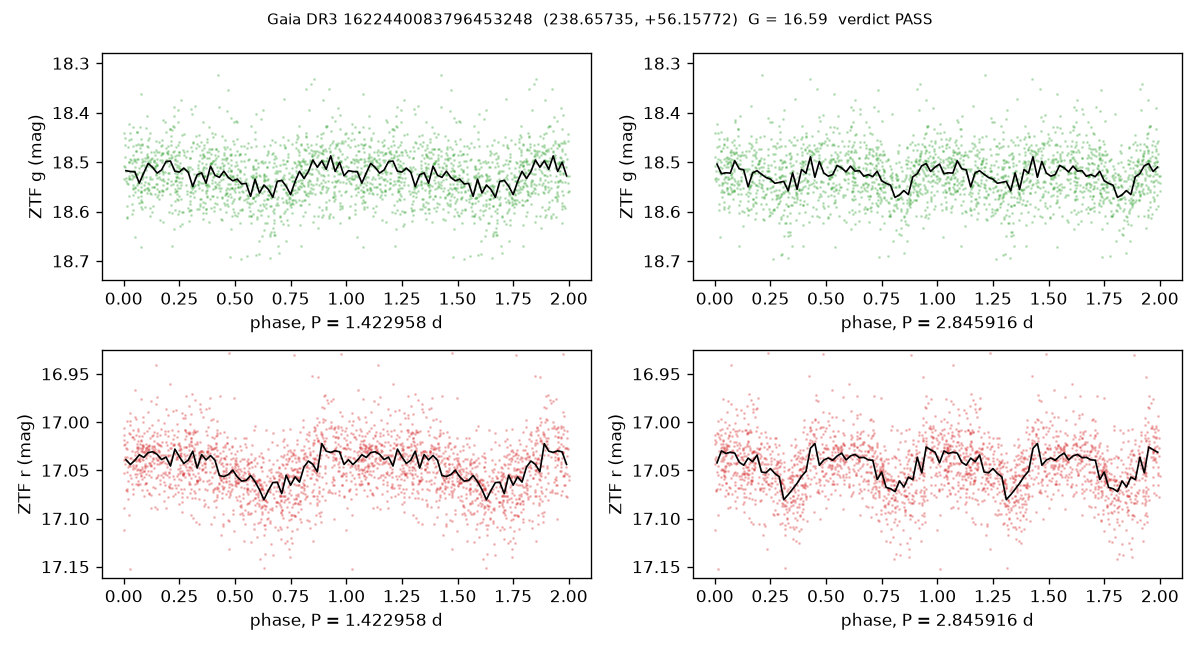 Gaia DR3 1622440083796453248  (238.65735, +56.15772)  G = 16.59  verdict PASS
18.3
18.4
18.5
18.6
18.7
ZTF g (mag)
0.00 0.25 0.50 0.75 1.00 1.25 1.50 1.75 2.00
phase, P = 1.422958 d
18.3
18.4
18.5
18.6
18.7
ZTF g (mag)
0.00 0.25 0.50 0.75 1.00 1.25 1.50 1.75 2.00
phase, P = 2.845916 d
16.95
17.00
17.05
17.10
17.15
ZTF r (mag)
0.00 0.25 0.50 0.75 1.00 1.25 1.50 1.75 2.00
phase, P = 1.422958 d
16.95
17.00
17.05
17.10
17.15
ZTF r (mag)
0.00 0.25 0.50 0.75 1.00 1.25 1.50 1.75 2.00
phase, P = 2.845916 d